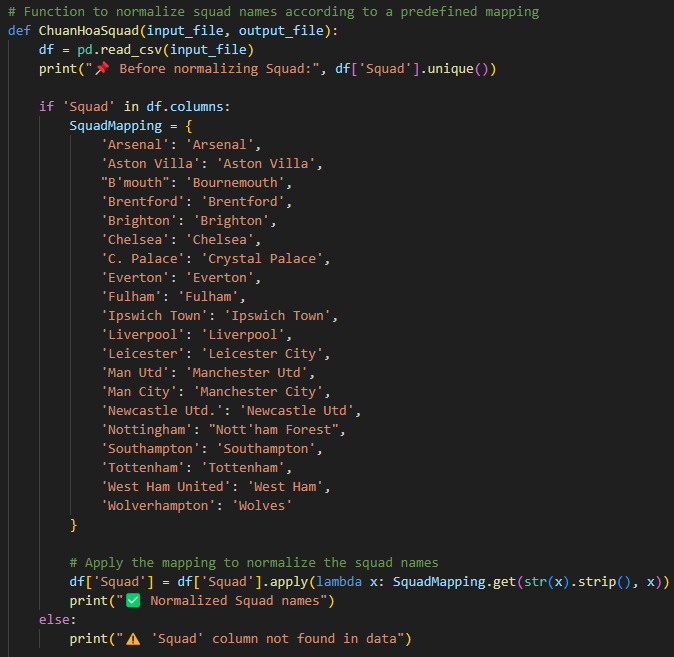 # Function to normalize squad names according to a predefined mapping
def ChuanHoaSquad(input_file, output_file):
    df = pd.read_csv(input_file)
    print("📌 Before normalizing Squad:", df['Squad'].unique())

    if 'Squad' in df.columns:
        SquadMapping = {
            'Arsenal': 'Arsenal',
            'Aston Villa': 'Aston Villa',
            "B'mouth": 'Bournemouth',
            'Brentford': 'Brentford',
            'Brighton': 'Brighton',
            'Chelsea': 'Chelsea',
            'C. Palace': 'Crystal Palace',
            'Everton': 'Everton',
            'Fulham': 'Fulham',
            'Ipswich Town': 'Ipswich Town',
            'Liverpool': 'Liverpool',
            'Leicester': 'Leicester City',
            'Man Utd': 'Manchester Utd',
            'Man City': 'Manchester City',
            'Newcastle Utd.': 'Newcastle Utd',
            'Nottingham': "Nott'ham Forest",
            'Southampton': 'Southampton',
            'Tottenham': 'Tottenham',
            'West Ham United': 'West Ham',
            'Wolverhampton': 'Wolves'
        }

        # Apply the mapping to normalize the squad names
        df['Squad'] = df['Squad'].apply(lambda x: SquadMapping.get(str(x).strip(), x))
        print("✅ Normalized Squad names")
    else:
        print("⚠️ 'Squad' column not found in data")